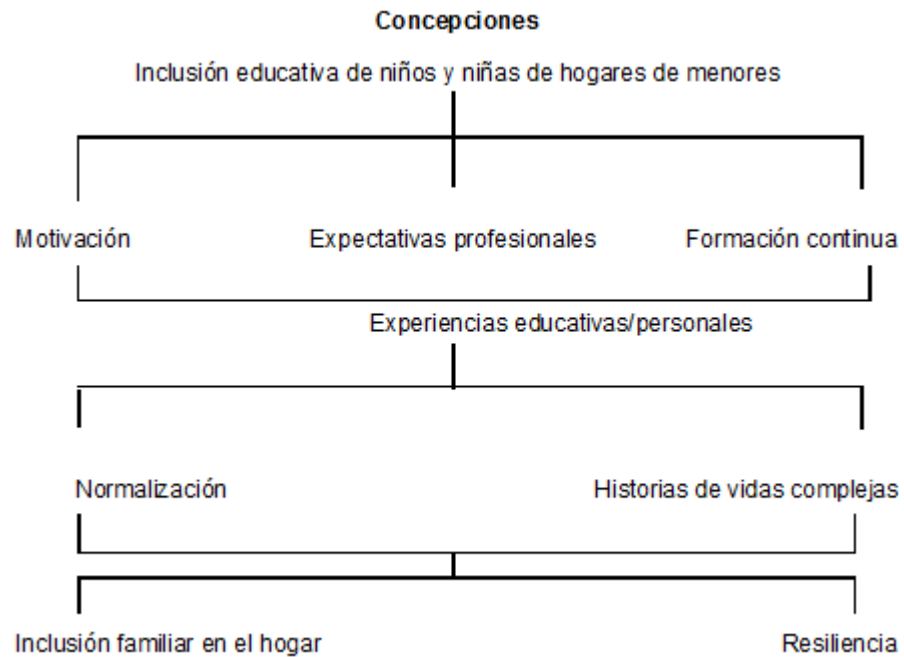 Concepciones
Inclusión educativa de niños y niñas de hogares de menores
Motivación Expectativas profesionales Formación continua
Experiencias educativas/personales
Normalización Historias de vidas complejas
Inclusión familiar en el hogar Resiliencia